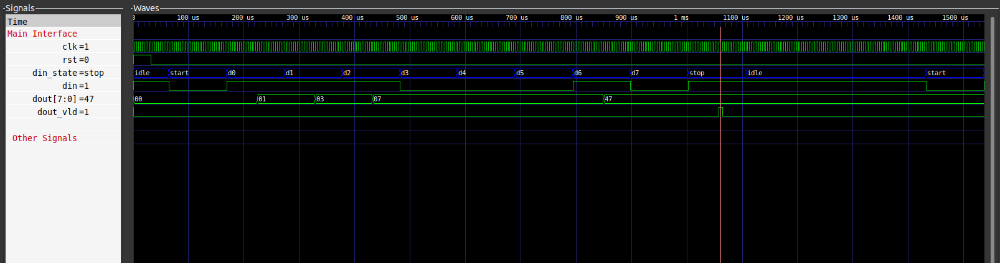 Signals
Waves
Time
0 100 us 200 us 300 us 400 us 500 us 600 us 700 us 800 us 900 us 1 ms 1100 us 1200 us 1300 us 1400 us 1500 us
Main Interface
clk =1
rst =0
din_state =stop
idle start d0 d1 d2 d3 d4 d5 d6 d7 stop idle start
din =1
dout[7:0] =47
00 01 03 07 47
dout_vld =1
Other Signals